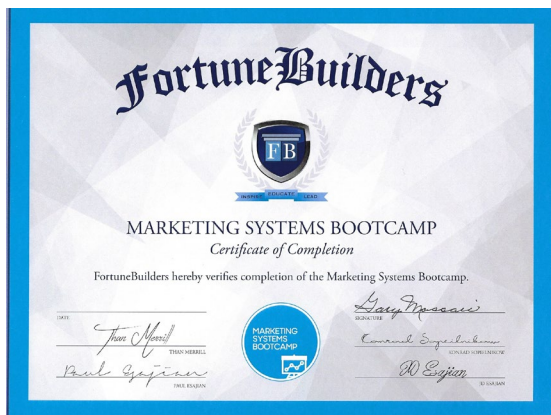 FortuneBuilders
FB
INSPIRE EDUCATE LEAD
MARKETING SYSTEMS BOOTCAMP
Certificate of Completion
FortuneBuilders hereby verifies completion of the Marketing Systems Bootcamp.
DATE
Than Merrill
THAN MERRILL
Paul Esajian
PAUL ESAJIAN
MARKETING
SYSTEMS
BOOTCAMP
Gary
SIGNATURE
Konrad
KONRAD SOPIELNIKOW
JD Esajian
JD ESAJIAN